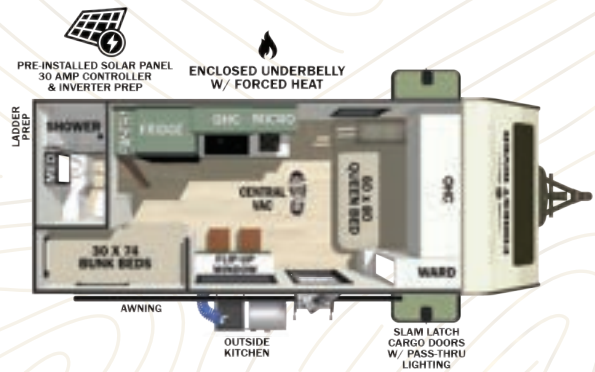 PRE-INSTALLED SOLAR PANEL
30 AMP CONTROLLER
& INVERTER PREP
ENCLOSED UNDERBELLY
W/ FORCED HEAT
LADDER
PREP
SHOWER
MED
PANTRY
FRIDGE
OHC
MICRO
CENTRAL
VAC
60 X 80
QUEEN BED
OHC
30 X 74
BUNK BEDS
FLIP-UP
WINDOW
WARD
AWNING
OUTSIDE
KITCHEN
SLAM LATCH
CARGO DOORS
W/ PASS-THRU
LIGHTING